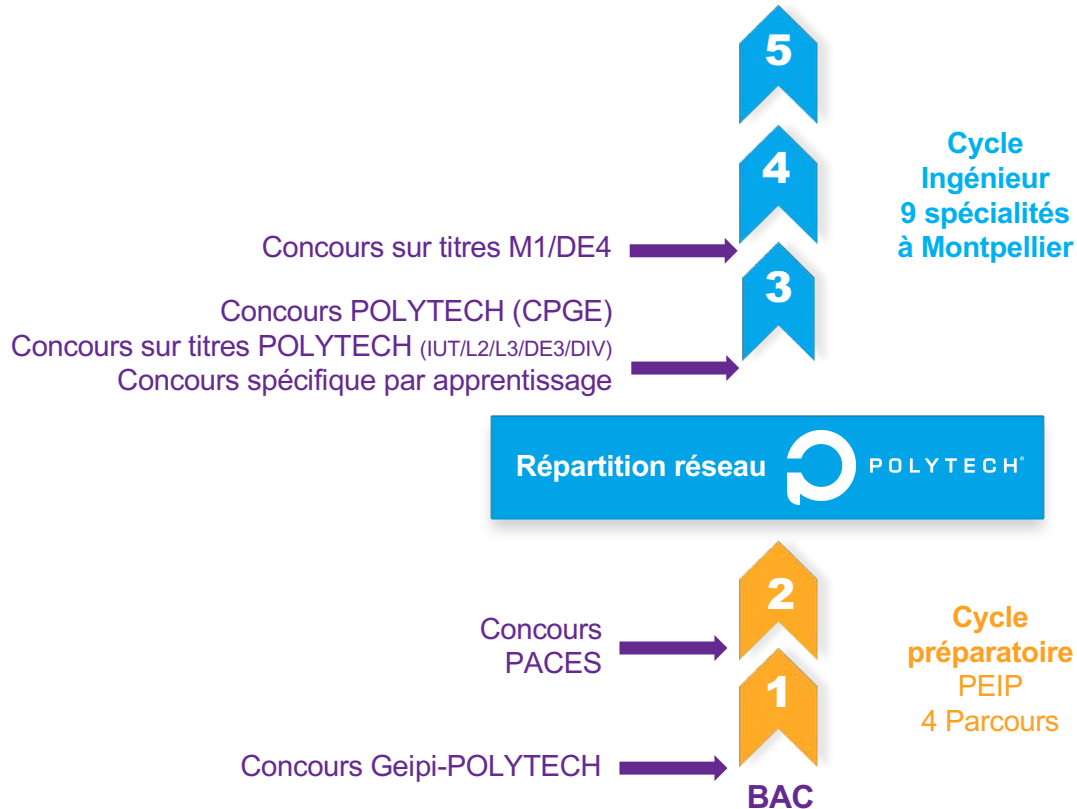 5
4
Cycle
Ingénieur
9 spécialités
à Montpellier
Concours sur titres M1/DE4
3
Concours POLYTECH (CPGE)
Concours sur titres POLYTECH (IUT/L2/L3/DE3/DIV)
Concours spécifique par apprentissage
Répartition réseau POLYTECH°
2
Concours
PACES
Cycle
préparatoire
PEIP
4 Parcours
1
Concours Geipi-POLYTECH
BAC